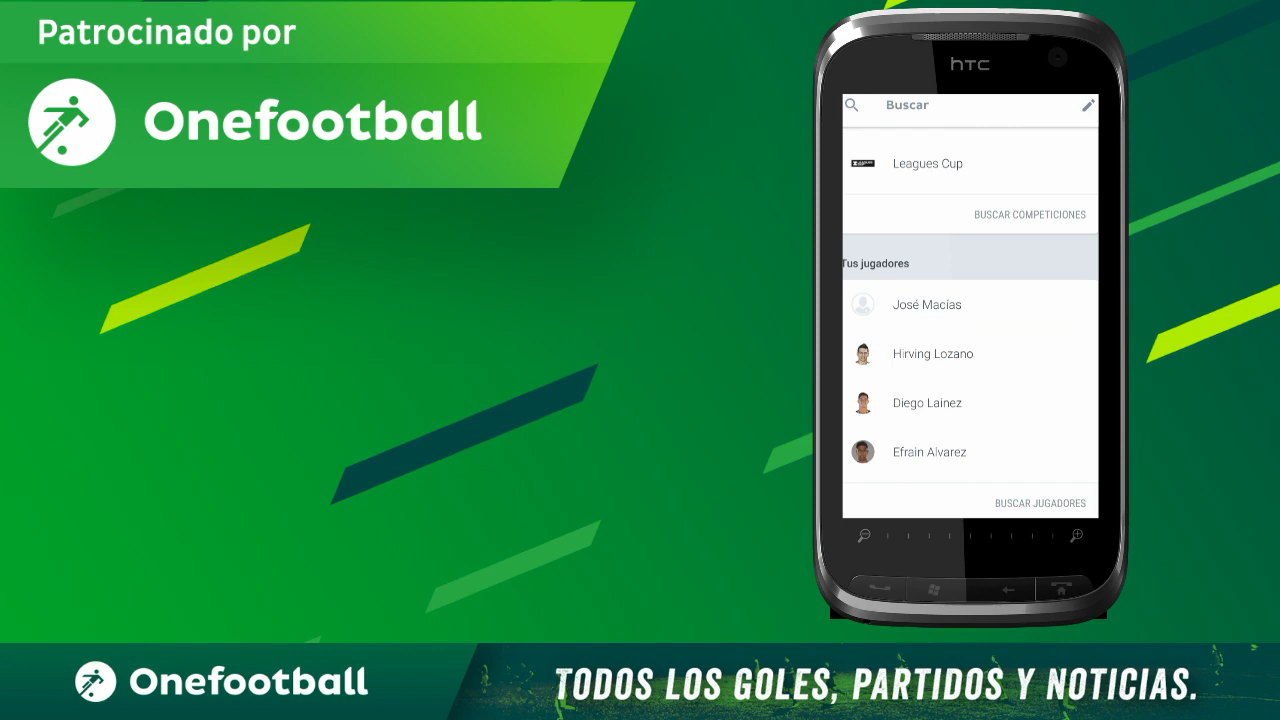 Patrocinado por
Onefootball
hTC
Buscar
Leagues Cup
BUSCAR COMPETICIONES
Tus jugadores
José Macías
Hirving Lozano
Diego Lainez
Efrain Alvarez
BUSCAR JUGADORES
Onefootball
TODOS LOS GOLES, PARTIDOS Y NOTICIAS.